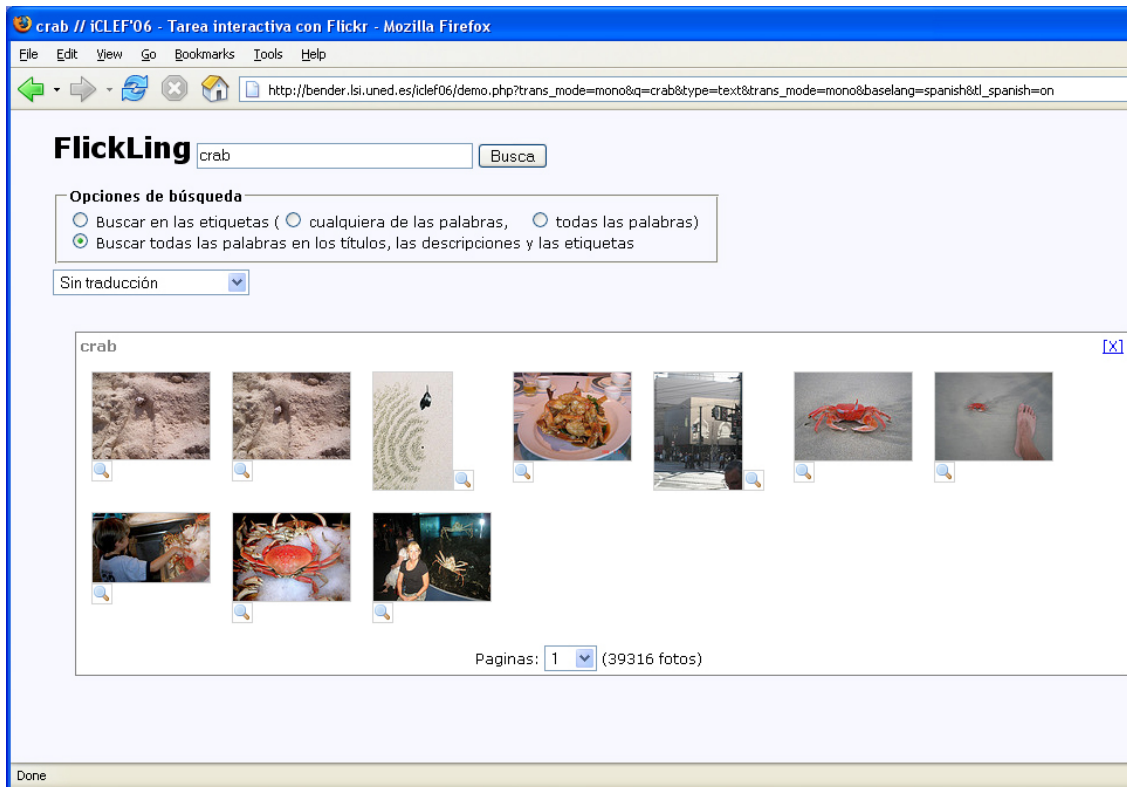 crab // iCLEF'06 - Tarea interactiva con Flickr - Mozilla Firefox
File Edit View Go Bookmarks Tools Help
http://bender.lsi.uned.es/iclef06/demo.php?trans_mode=mono&q=crab&type=text&trans_mode=mono&baselang=spanish&tl_spanish=on
FlickLing crab Busca
Opciones de búsqueda
Buscar en las etiquetas ( cualquiera de las palabras, todas las palabras)
Buscar todas las palabras en los títulos, las descripciones y las etiquetas
Sin traducción
crab [X]
Paginas: 1 (39316 fotos)
Done